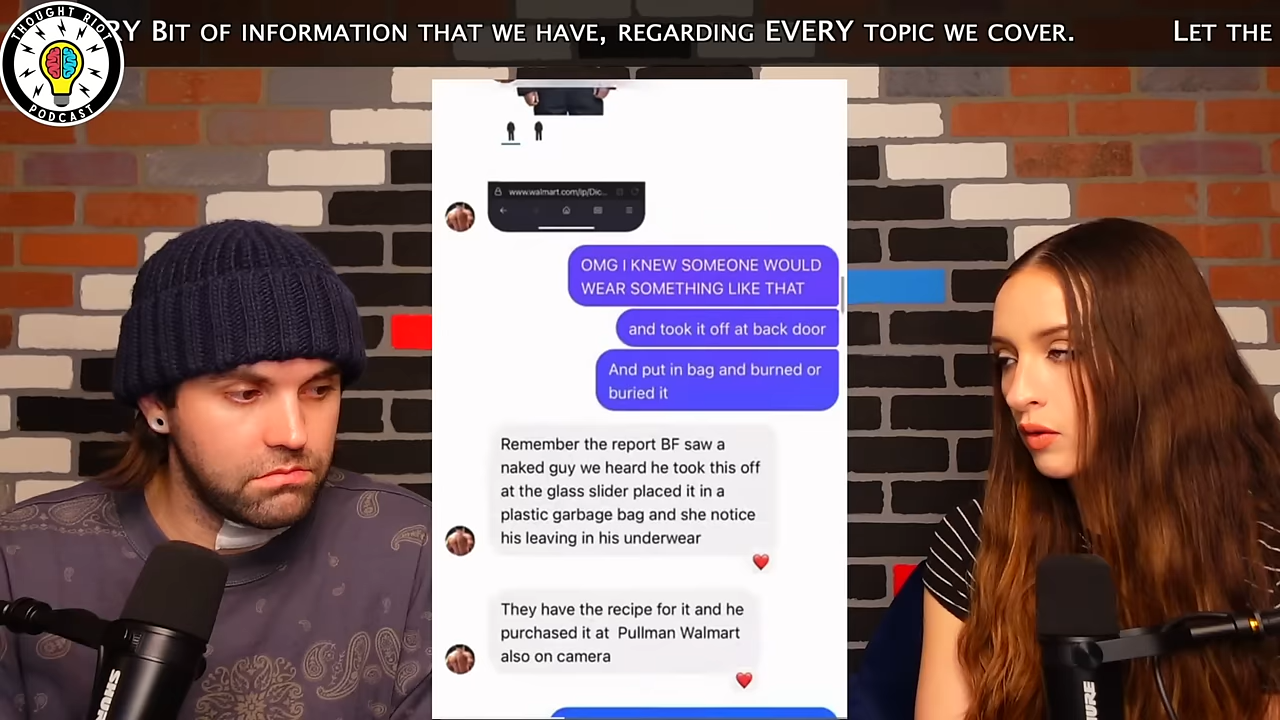 RY BIT OF INFORMATION THAT WE HAVE, REGARDING EVERY TOPIC WE COVER. LET THE
THOUGHT RIOT
PODCAST
www.walmart.com/ip/Dic...
OMG I KNEW SOMEONE WOULD
WEAR SOMETHING LIKE THAT
and took it off at back door
And put in bag and burned or
buried it
Remember the report BF saw a
naked guy we heard he took this off
at the glass slider placed it in a
plastic garbage bag and she notice
his leaving in his underwear
They have the recipe for it and he
purchased it at Pullman Walmart
also on camera
SHURE
SHURE